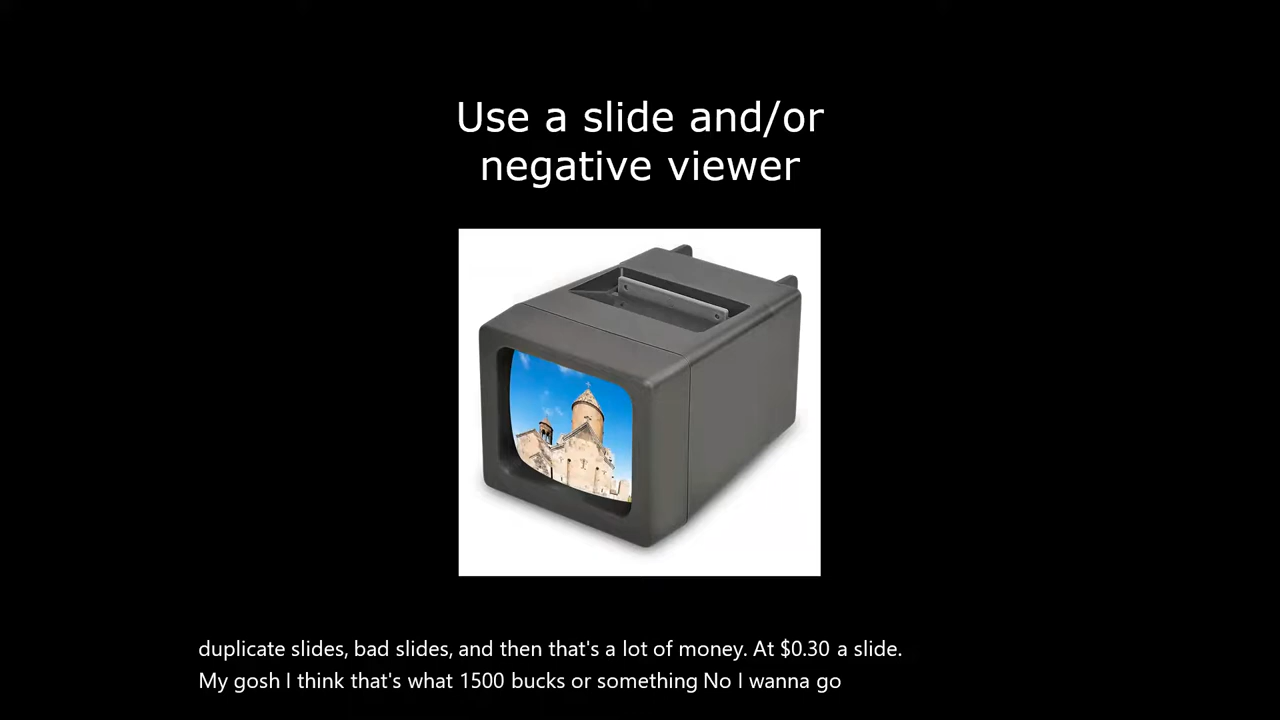 Use a slide and/or
negative viewer
duplicate slides, bad slides, and then that's a lot of money. At $0.30 a slide.
My gosh I think that's what 1500 bucks or something No I wanna go